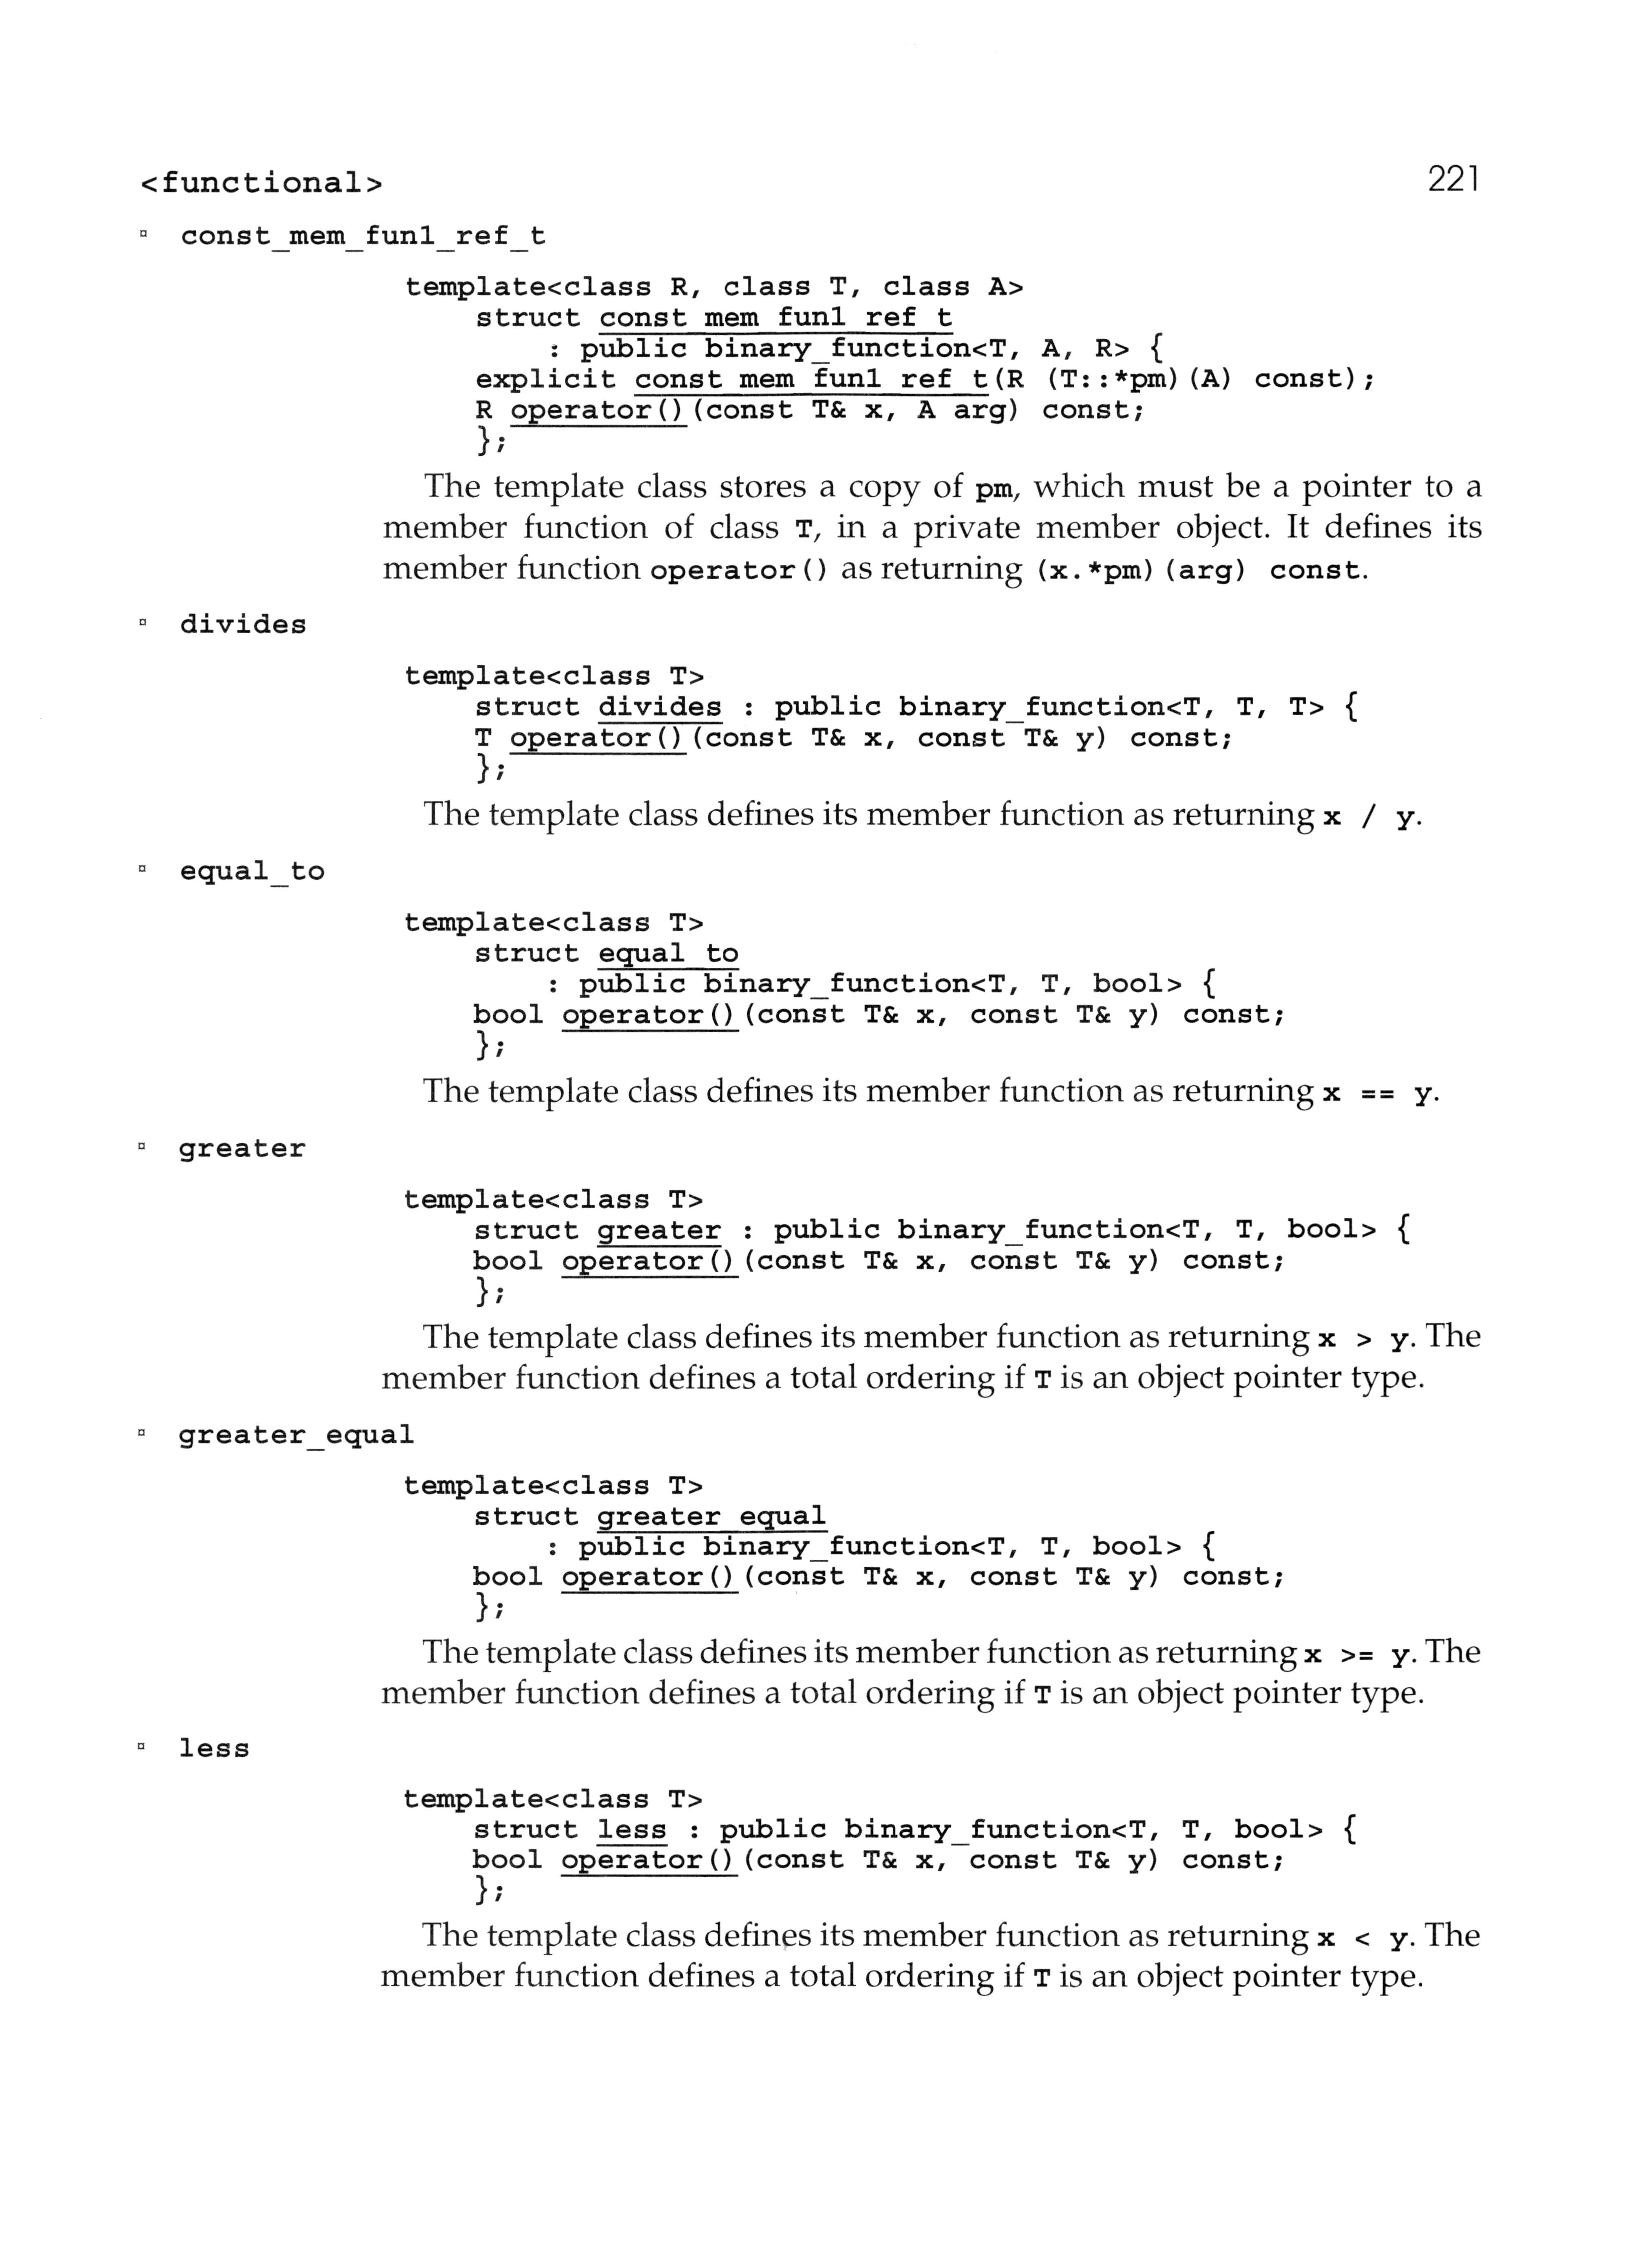 <functional> 221
▫ const_mem_fun1_ref_t
template<class R, class T, class A>
struct const_mem_fun1_ref_t
: public binary_function<T, A, R> {
explicit const_mem_fun1_ref_t(R (T::*pm)(A) const);
R operator()(const T& x, A arg) const;
};
The template class stores a copy of pm, which must be a pointer to a
member function of class T, in a private member object. It defines its
member function operator() as returning (x.*pm)(arg) const.
▫ divides
template<class T>
struct divides : public binary_function<T, T, T> {
T operator()(const T& x, const T& y) const;
};
The template class defines its member function as returning x / y.
▫ equal_to
template<class T>
struct equal_to
: public binary_function<T, T, bool> {
bool operator()(const T& x, const T& y) const;
};
The template class defines its member function as returning x == y.
▫ greater
template<class T>
struct greater : public binary_function<T, T, bool> {
bool operator()(const T& x, const T& y) const;
};
The template class defines its member function as returning x > y. The
member function defines a total ordering if T is an object pointer type.
▫ greater_equal
template<class T>
struct greater_equal
: public binary_function<T, T, bool> {
bool operator()(const T& x, const T& y) const;
};
The template class defines its member function as returning x >= y. The
member function defines a total ordering if T is an object pointer type.
▫ less
template<class T>
struct less : public binary_function<T, T, bool> {
bool operator()(const T& x, const T& y) const;
};
The template class defines its member function as returning x < y. The
member function defines a total ordering if T is an object pointer type.